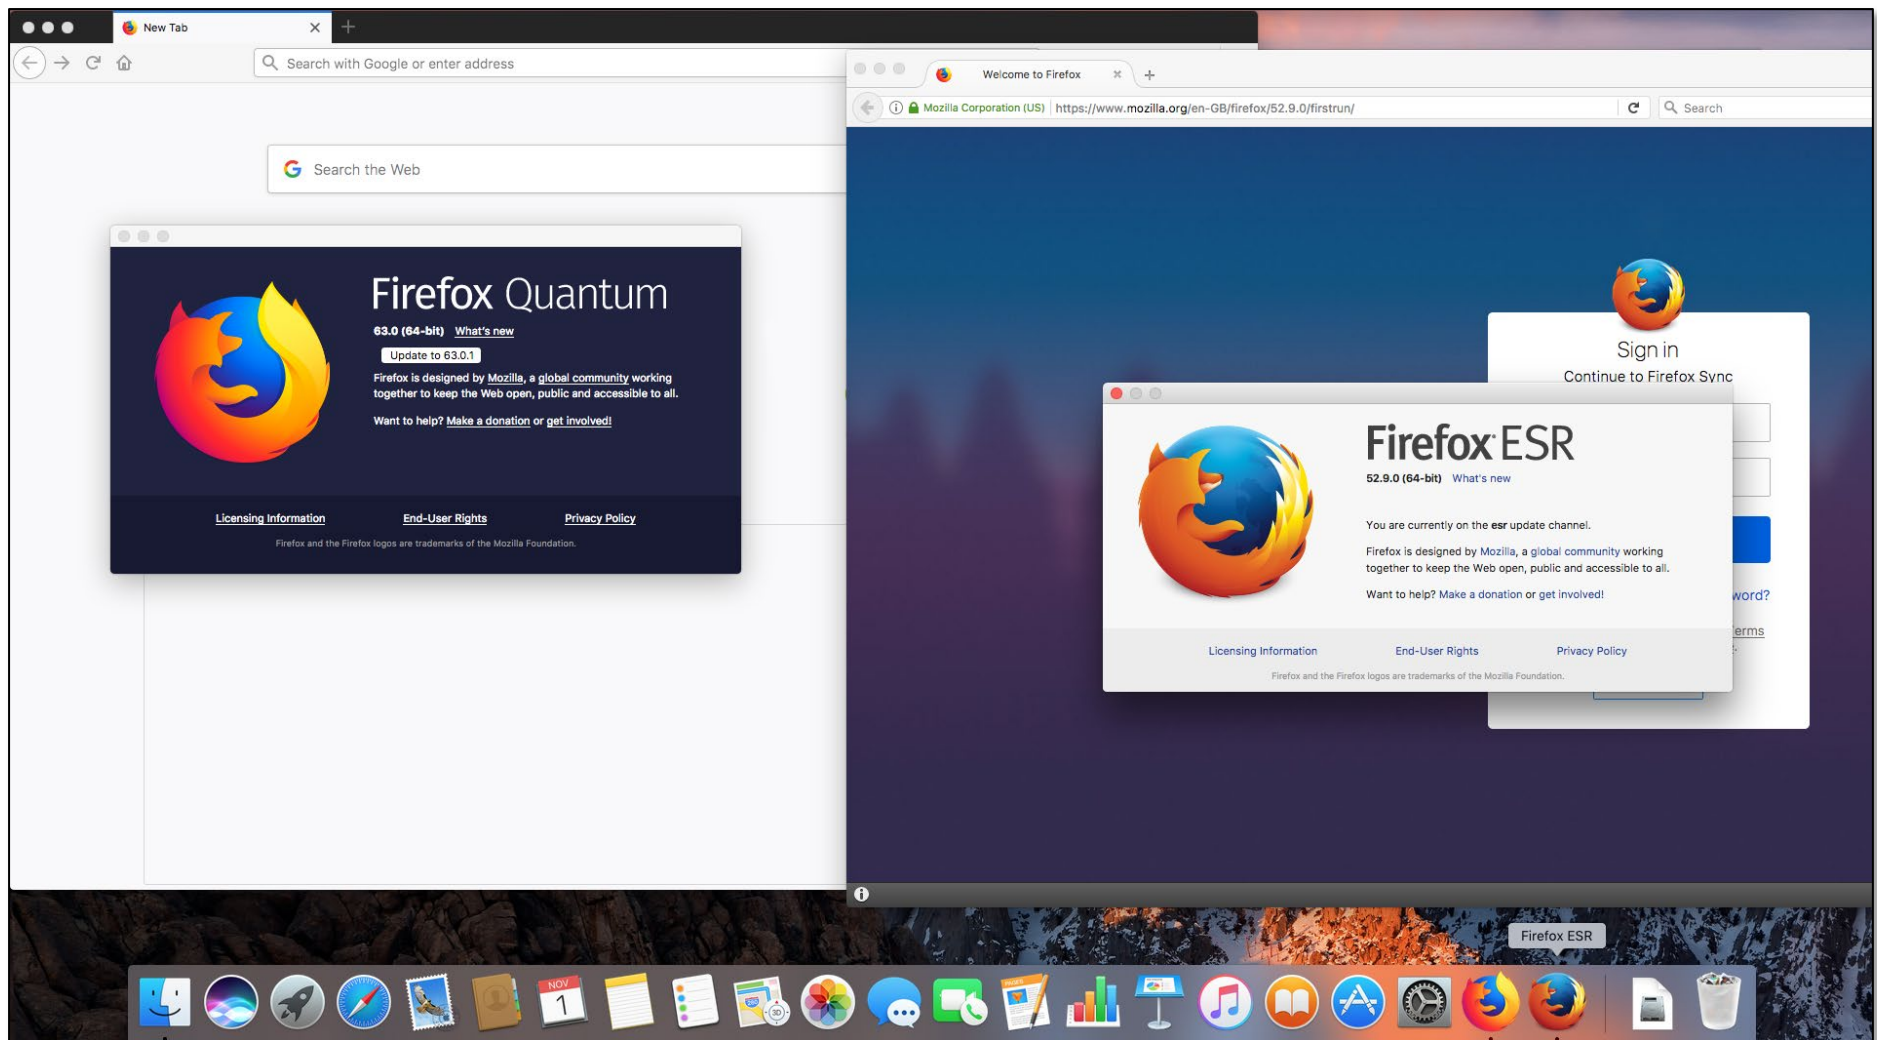 New Tab
Search with Google or enter address
Search the Web
Firefox Quantum
63.0 (64-bit) What's new
Update to 63.0.1
Firefox is designed by Mozilla, a global community working
together to keep the Web open, public and accessible to all.
Want to help? Make a donation or get involved!
Licensing Information End-User Rights Privacy Policy
Firefox and the Firefox logos are trademarks of the Mozilla Foundation.
Welcome to Firefox
Mozilla Corporation (US) https://www.mozilla.org/en-GB/firefox/52.9.0/firstrun/ Search
Sign in
Continue to Firefox Sync
Firefox ESR
52.9.0 (64-bit) What's new
You are currently on the esr update channel.
Firefox is designed by Mozilla, a global community working
together to keep the Web open, public and accessible to all.
Want to help? Make a donation or get involved!
Licensing Information End-User Rights Privacy Policy
Firefox and the Firefox logos are trademarks of the Mozilla Foundation.
word?
erms
Firefox ESR
NOV
1
PAGES
280
3D